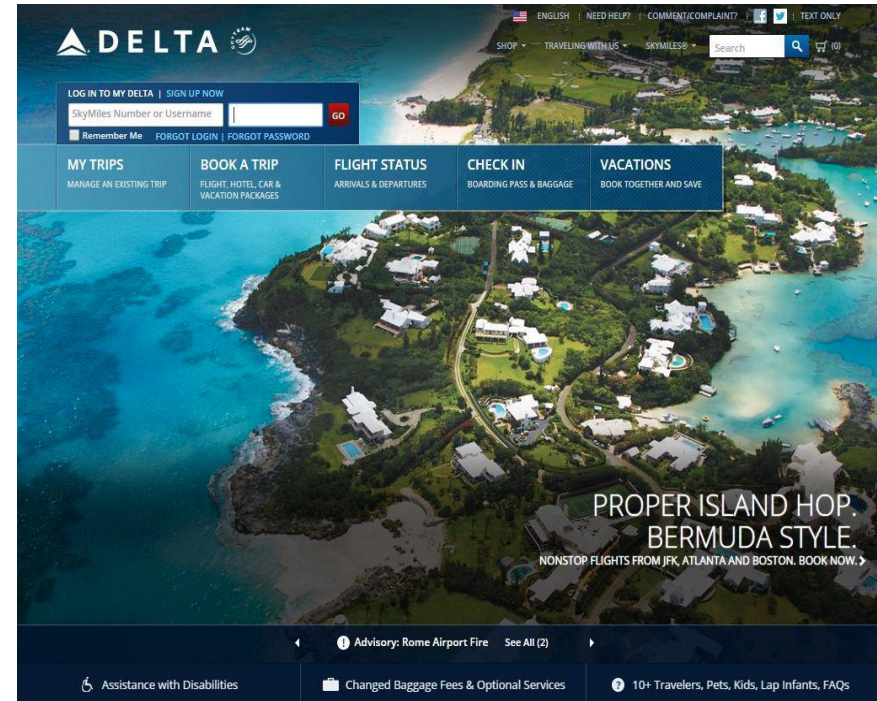 ENGLISH
NEED HELP?
COMMENT/COMPLAINT?
TEXT ONLY
DELTA
SKYTEAM
SHOP
TRAVELING WITH US
SKYMILES®
Search
(0)
LOG IN TO MY DELTA | SIGN UP NOW
SkyMiles Number or Username
GO
Remember Me FORGOT LOGIN | FORGOT PASSWORD
MY TRIPS
MANAGE AN EXISTING TRIP
BOOK A TRIP
FLIGHT, HOTEL, CAR &
VACATION PACKAGES
FLIGHT STATUS
ARRIVALS & DEPARTURES
CHECK IN
BOARDING PASS & BAGGAGE
VACATIONS
BOOK TOGETHER AND SAVE
PROPER ISLAND HOP.
BERMUDA STYLE.
NONSTOP FLIGHTS FROM JFK, ATLANTA AND BOSTON. BOOK NOW.
Advisory: Rome Airport Fire See All (2)
Assistance with Disabilities
Changed Baggage Fees & Optional Services
10+ Travelers, Pets, Kids, Lap Infants, FAQs